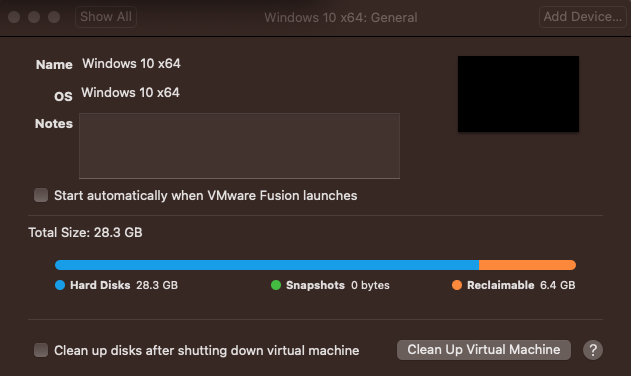 Show All Windows 10 x64: General Add Device...
Name Windows 10 x64
OS Windows 10 x64
Notes
Start automatically when VMware Fusion launches
Total Size: 28.3 GB
Hard Disks 28.3 GB Snapshots 0 bytes Reclaimable 6.4 GB
Clean up disks after shutting down virtual machine Clean Up Virtual Machine ?